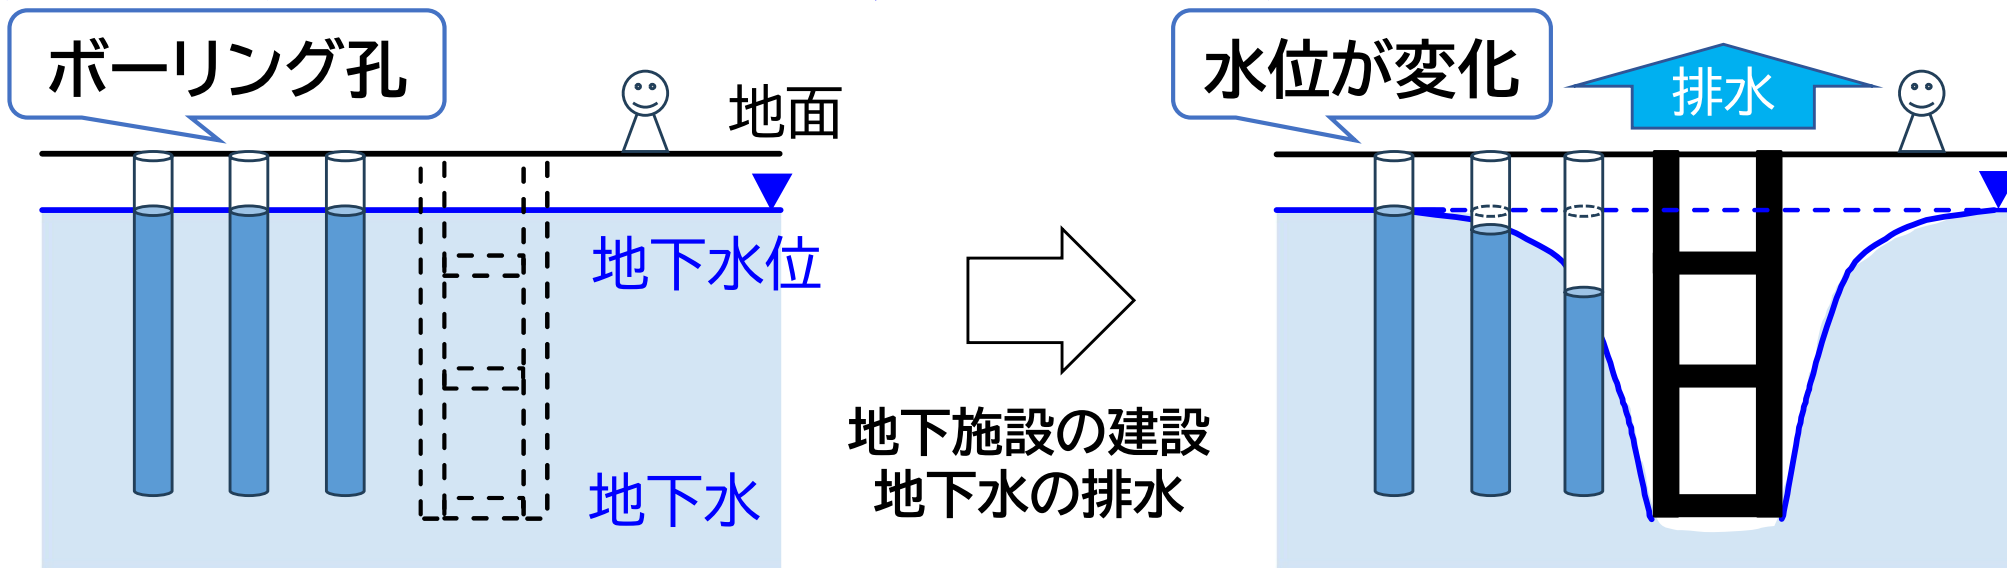 ボーリング孔
地面
地下水位
地下水
地下施設の建設
地下水の排水
水位が変化
排水